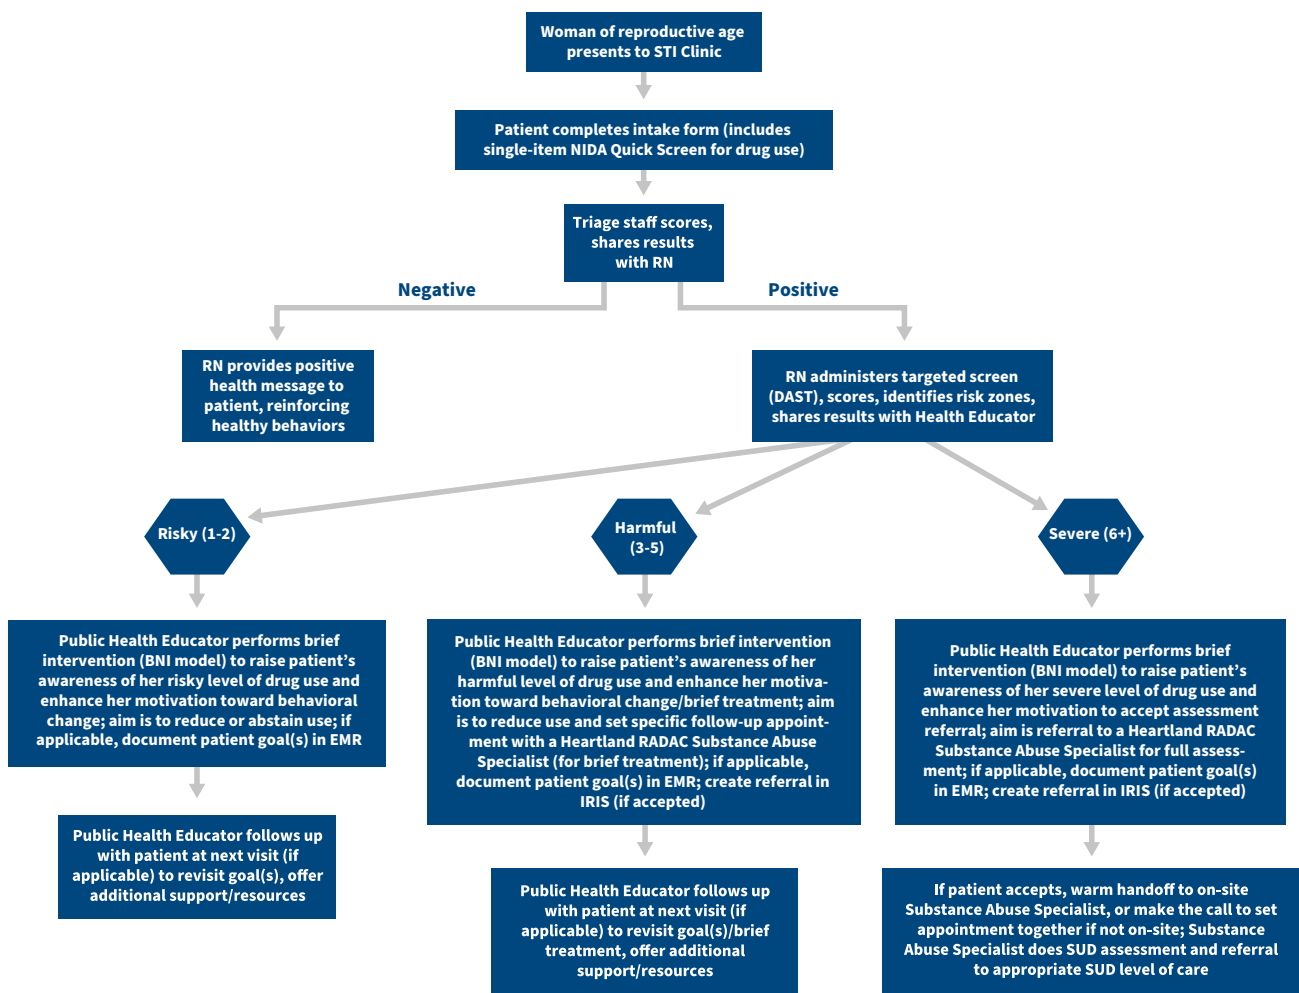 Woman of reproductive age
presents to STI Clinic
Patient completes intake form (includes
single-item NIDA Quick Screen for drug use)
Triage staff scores,
shares results
with RN
Negative
Positive
RN provides positive
health message to
patient, reinforcing
healthy behaviors
RN administers targeted screen
(DAST), scores, identifies risk zones,
shares results with Health Educator
Risky (1-2)
Harmful
(3-5)
Severe (6+)
Public Health Educator performs brief
intervention (BNI model) to raise patient’s
awareness of her risky level of drug use and
enhance her motivation toward behavioral
change; aim is to reduce or abstain use; if
applicable, document patient goal(s) in EMR
Public Health Educator performs brief intervention
(BNI model) to raise patient’s awareness of her
harmful level of drug use and enhance her motiva-
tion toward behavioral change/brief treatment; aim
is to reduce use and set specific follow-up appoint-
ment with a Heartland RADAC Substance Abuse
Specialist (for brief treatment); if applicable,
document patient goal(s) in EMR; create referral in
IRIS (if accepted)
Public Health Educator performs brief
intervention (BNI model) to raise patient’s
awareness of her severe level of drug use and
enhance her motivation to accept assessment
referral; aim is referral to a Heartland RADAC
Substance Abuse Specialist for full assess-
ment; if applicable, document patient goal(s)
in EMR; create referral in IRIS (if accepted)
Public Health Educator follows up
with patient at next visit (if
applicable) to revisit goal(s), offer
additional support/resources
Public Health Educator follows up
with patient at next visit (if
applicable) to revisit goal(s)/brief
treatment, offer additional
support/resources
If patient accepts, warm handoff to on-site
Substance Abuse Specialist, or make the call to set
appointment together if not on-site; Substance
Abuse Specialist does SUD assessment and referral
to appropriate SUD level of care